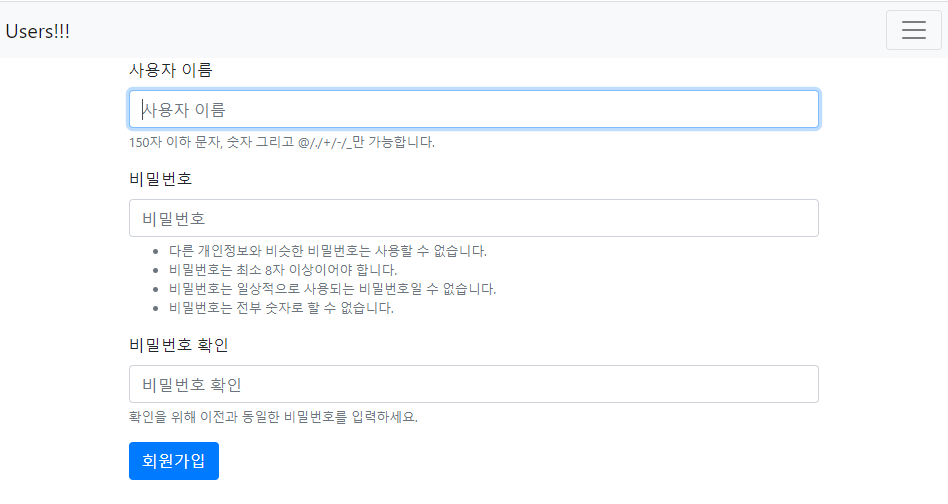 Users!!!
사용자 이름
사용자 이름
150자 이하 문자, 숫자 그리고 @/./+/-/_만 가능합니다.
비밀번호
비밀번호
다른 개인정보와 비슷한 비밀번호는 사용할 수 없습니다.
비밀번호는 최소 8자 이상이어야 합니다.
비밀번호는 일상적으로 사용되는 비밀번호일 수 없습니다.
비밀번호는 전부 숫자로 할 수 없습니다.
비밀번호 확인
비밀번호 확인
확인을 위해 이전과 동일한 비밀번호를 입력하세요.
회원가입